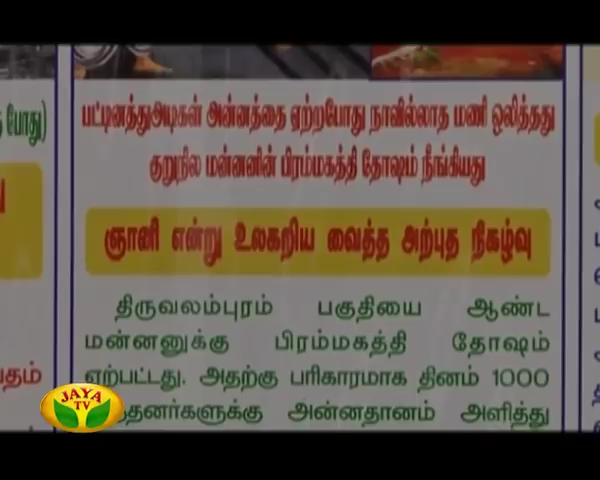 பட்டினத்துஅடிகள் அன்னத்தை ஏற்றபோது நாவில்லாத மணி ஒலித்தது
குறுநில மன்னனின் பிரம்மகத்தி தோஷம் நீங்கியது
ஞானி என்று உலகறிய வைத்த அற்புத நிகழ்வு
திருவலம்புரம் பகுதியை ஆண்ட
மன்னனுக்கு பிரம்மகத்தி தோஷம்
ஏற்பட்டது. அதற்கு பரிகாரமாக தினம் 1000
அன்னதானம் அளித்து
போது)
JAYA
TV